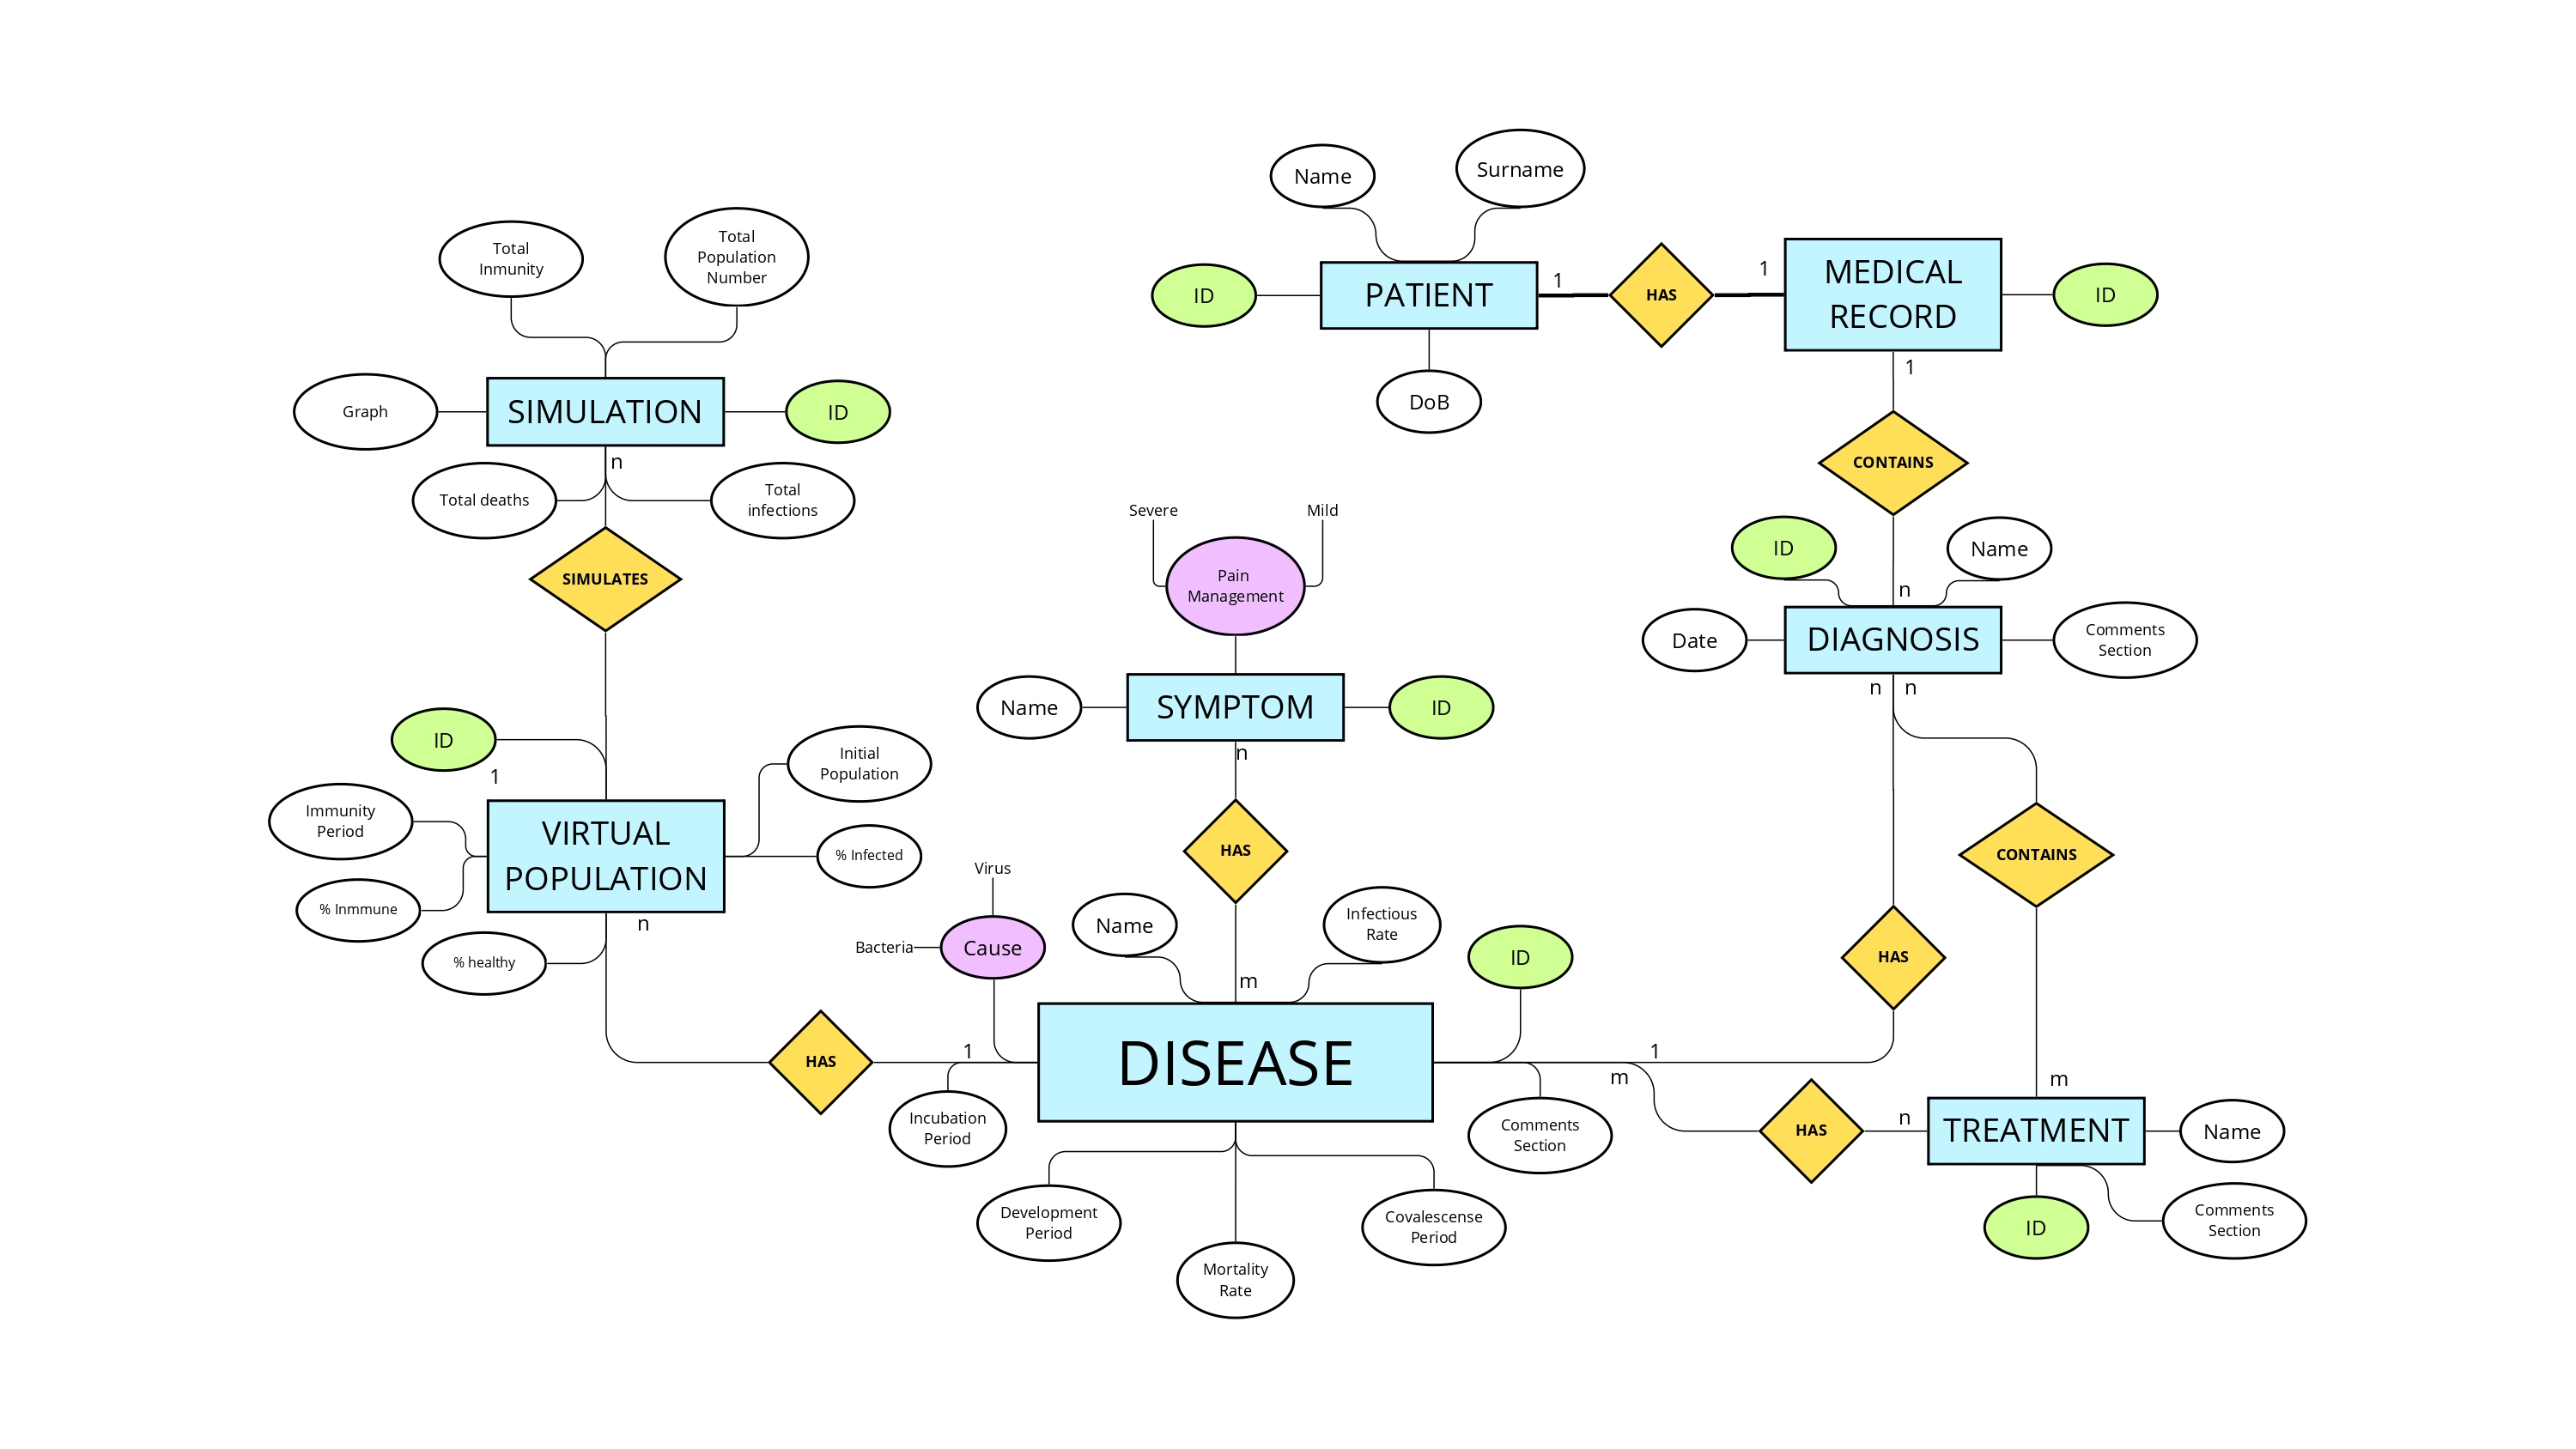 Name
Surname
ID
PATIENT
1
HAS
1
MEDICAL
RECORD
ID
DoB
1
CONTAINS
Total
Inmunity
Total
Population
Number
Graph
SIMULATION
ID
n
Total deaths
Total
infections
SIMULATES
Severe
Mild
Pain
Management
Name
SYMPTOM
ID
n
HAS
m
ID
Name
n
Date
DIAGNOSIS
Comments
Section
n
n
CONTAINS
HAS
m
ID
1
Immunity
Period
VIRTUAL
POPULATION
Initial
Population
% Infected
% Inmmune
n
% healthy
Virus
Bacteria
Cause
Name
Infectious
Rate
ID
HAS
1
DISEASE
1
m
Incubation
Period
Comments
Section
HAS
n
TREATMENT
Name
Development
Period
Mortality
Rate
Covalescense
Period
ID
Comments
Section